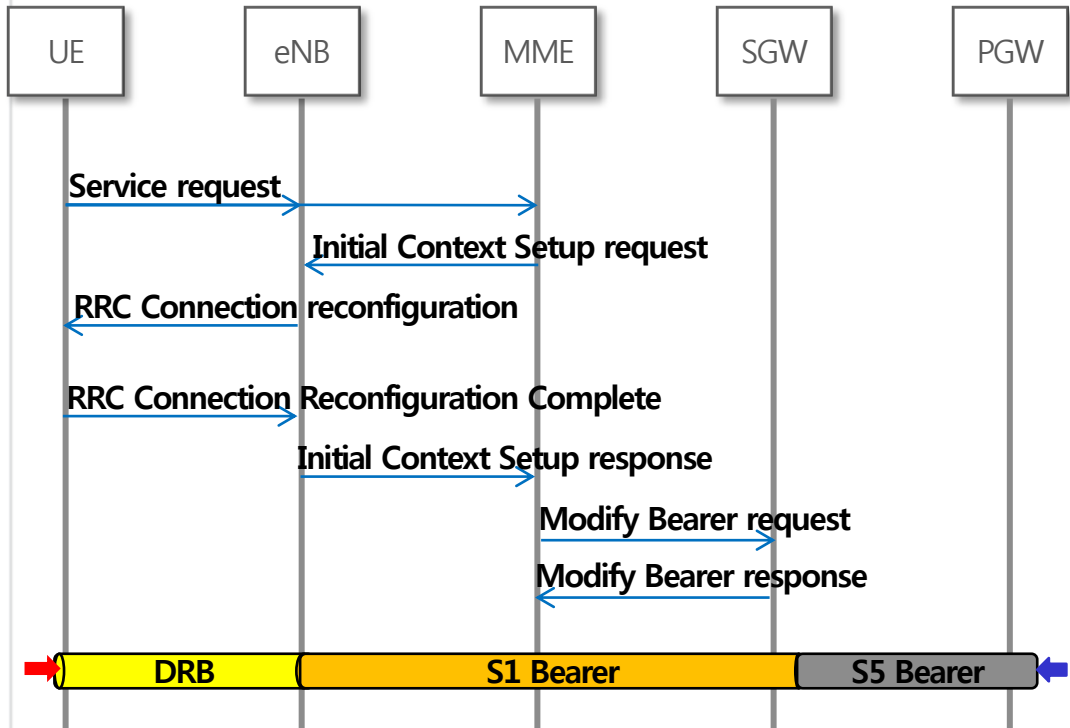 UE
eNB
MME
SGW
PGW
Service request
Initial Context Setup request
RRC Connection reconfiguration
RRC Connection Reconfiguration Complete
Initial Context Setup response
Modify Bearer request
Modify Bearer response
DRB
S1 Bearer
S5 Bearer